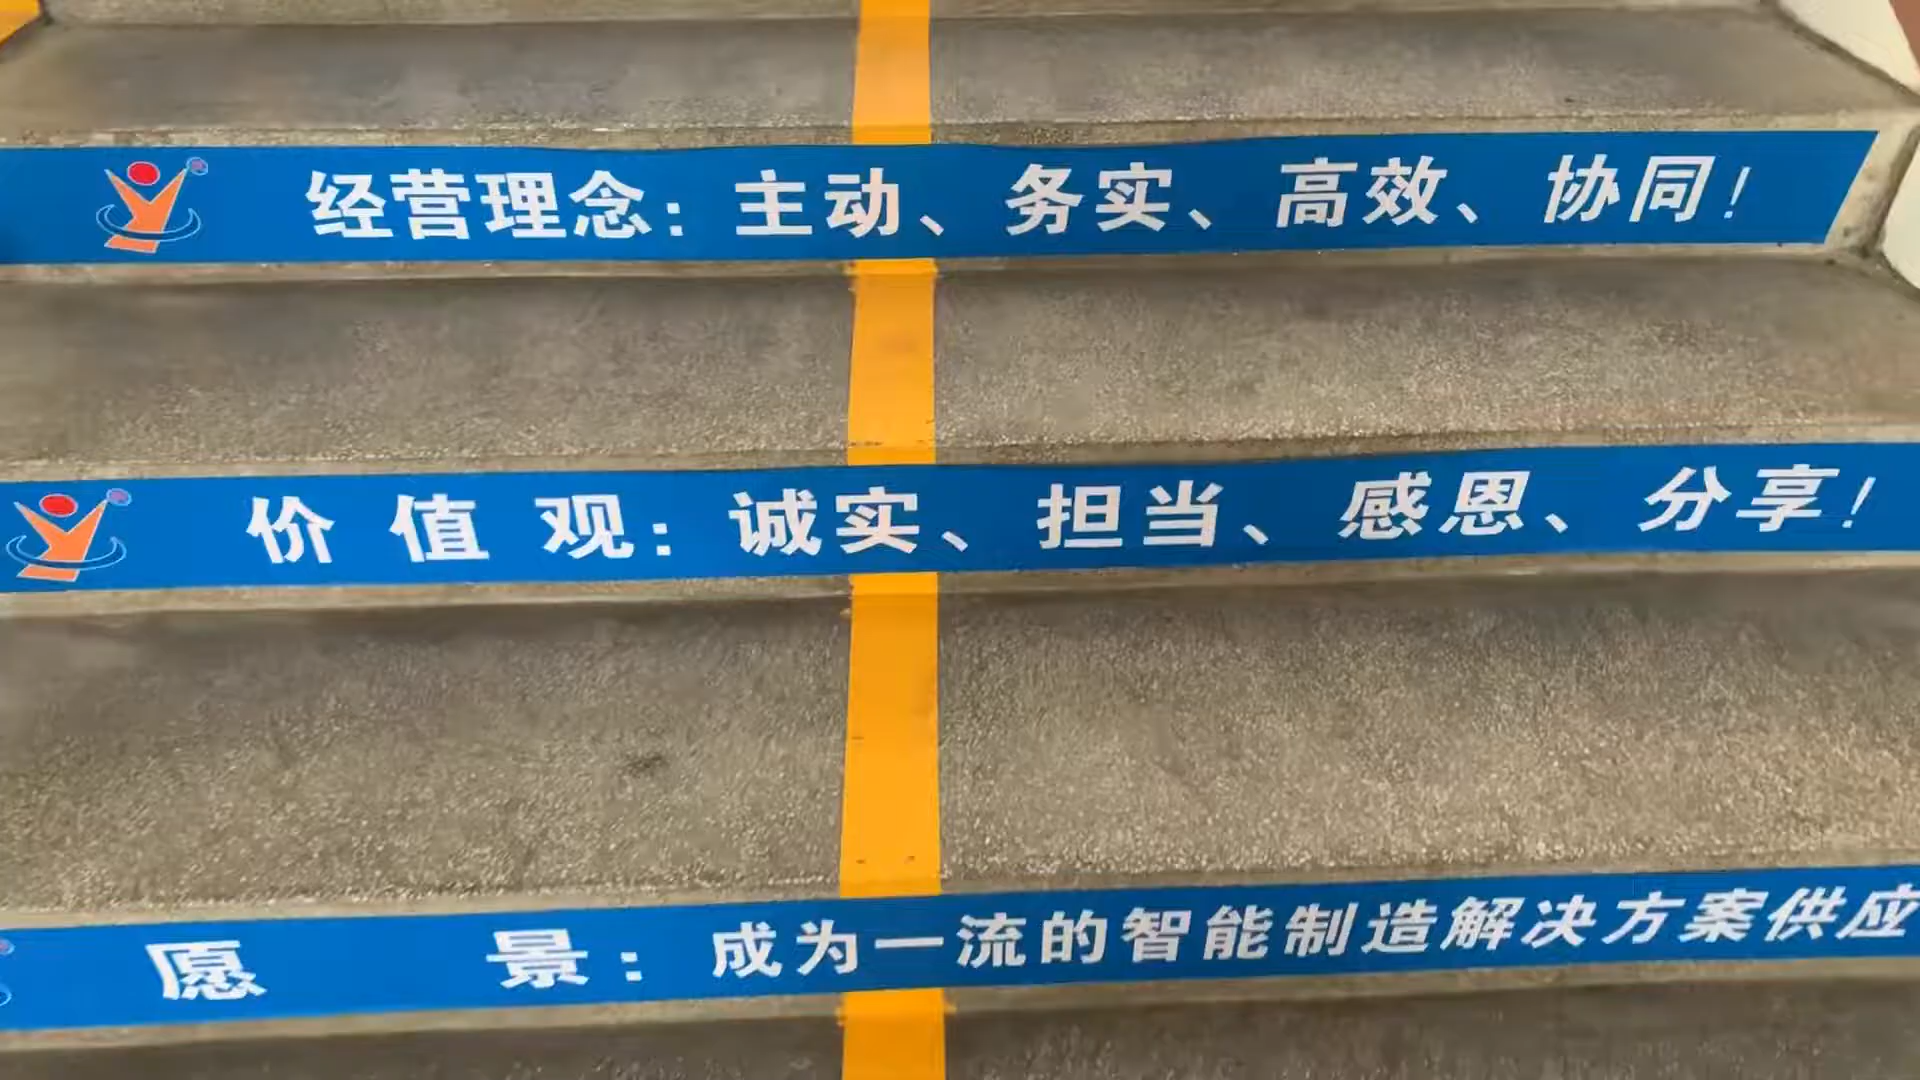 经营理念：主动、务实、高效、协同！
价值观：诚实、担当、感恩、分享！
愿景：成为一流的智能制造解决方案供应